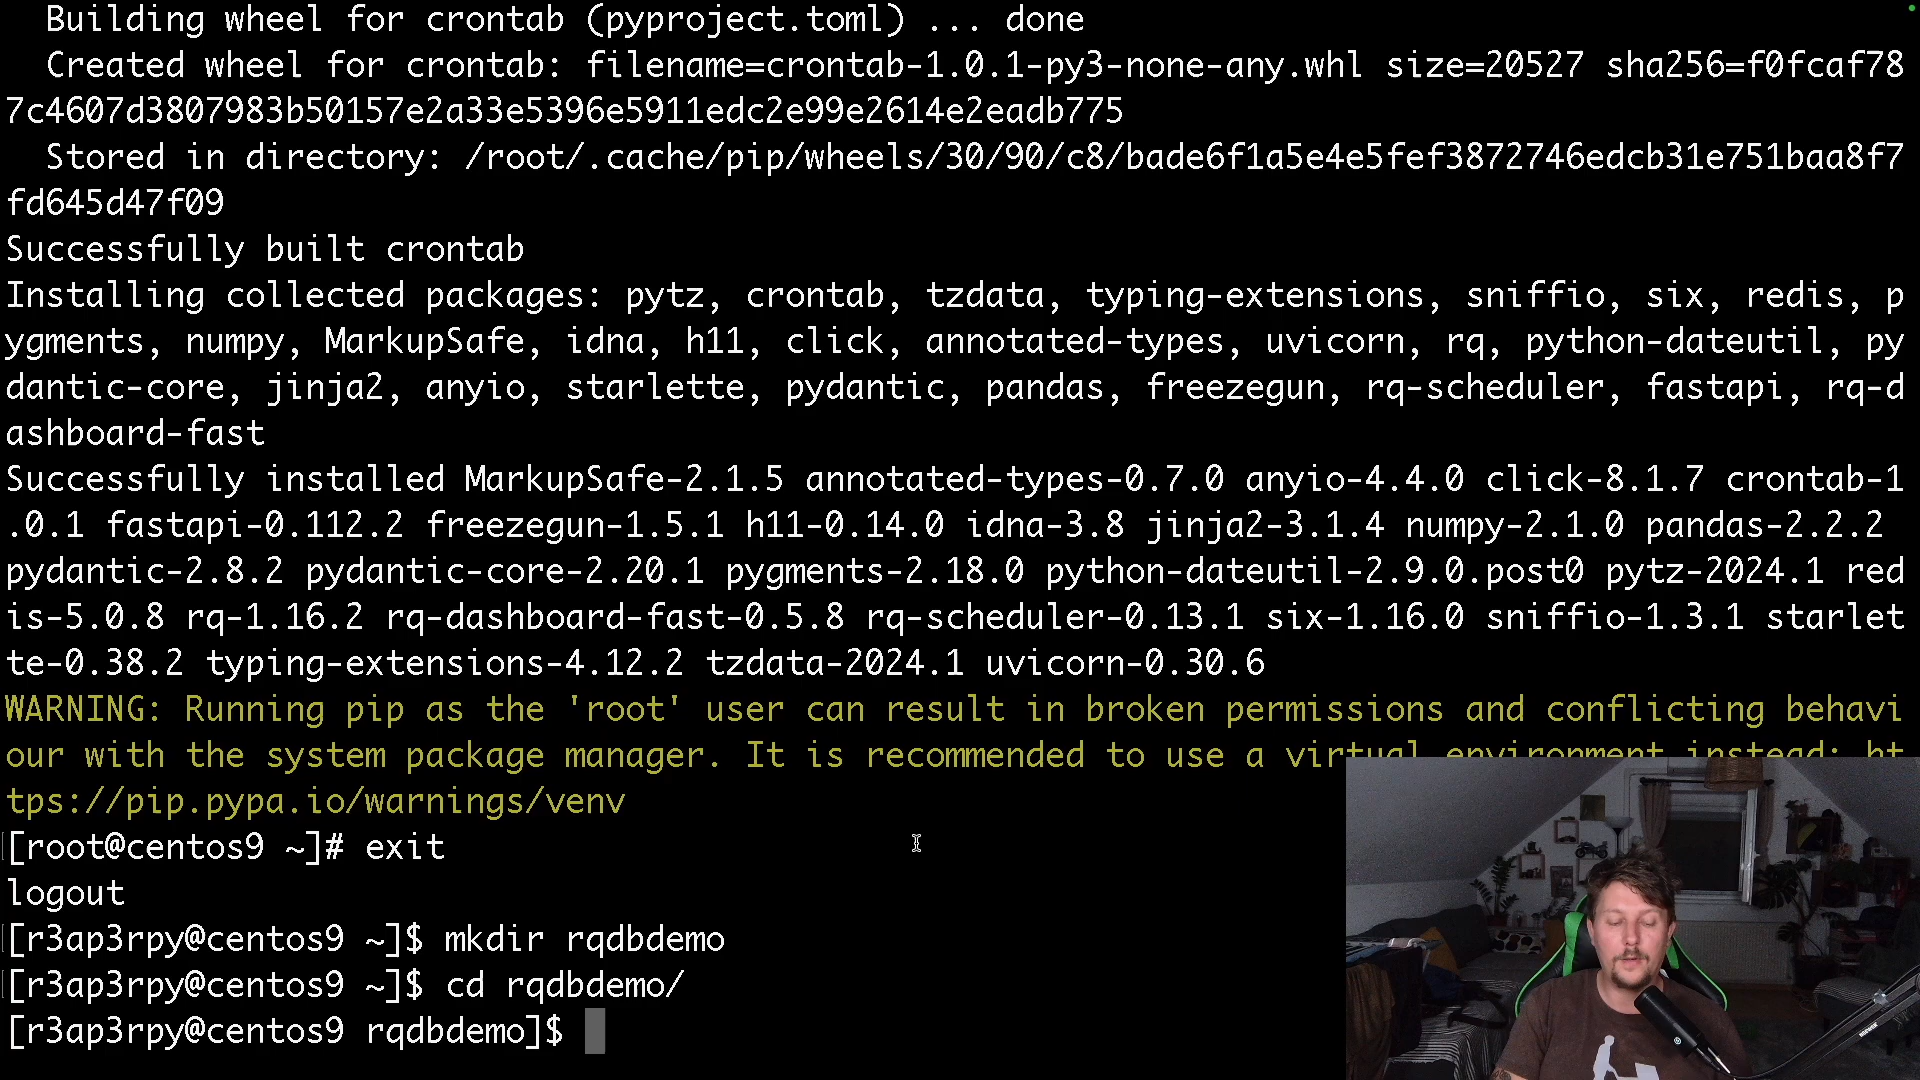 Building wheel for crontab (pyproject.toml) ... done
Created wheel for crontab: filename=crontab-1.0.1-py3-none-any.whl size=20527 sha256=f0fcaf78
7c4607d3807983b50157e2a33e5396e5911edc2e99e2614e2eadb775
Stored in directory: /root/.cache/pip/wheels/30/90/c8/bade6f1a5e4e5fef3872746edcb31e751baa8f7
fd645d47f09
Successfully built crontab
Installing collected packages: pytz, crontab, tzdata, typing-extensions, sniffio, six, redis, p
ygments, numpy, MarkupSafe, idna, h11, click, annotated-types, uvicorn, rq, python-dateutil, py
dantic-core, jinja2, anyio, starlette, pydantic, pandas, freezegun, rq-scheduler, fastapi, rq-d
ashboard-fast
Successfully installed MarkupSafe-2.1.5 annotated-types-0.7.0 anyio-4.4.0 click-8.1.7 crontab-1
.0.1 fastapi-0.112.2 freezegun-1.5.1 h11-0.14.0 idna-3.8 jinja2-3.1.4 numpy-2.1.0 pandas-2.2.2
pydantic-2.8.2 pydantic-core-2.20.1 pygments-2.18.0 python-dateutil-2.9.0.post0 pytz-2024.1 red
is-5.0.8 rq-1.16.2 rq-dashboard-fast-0.5.8 rq-scheduler-0.13.1 six-1.16.0 sniffio-1.3.1 starlet
te-0.38.2 typing-extensions-4.12.2 tzdata-2024.1 uvicorn-0.30.6
WARNING: Running pip as the 'root' user can result in broken permissions and conflicting behavi
our with the system package manager. It is recommended to use a virtual environment instead: ht
tps://pip.pypa.io/warnings/venv
[root@centos9 ~]# exit
logout
[r3ap3rpy@centos9 ~]$ mkdir rqdbdemo
[r3ap3rpy@centos9 ~]$ cd rqdbdemo/
[r3ap3rpy@centos9 rqdbdemo]$